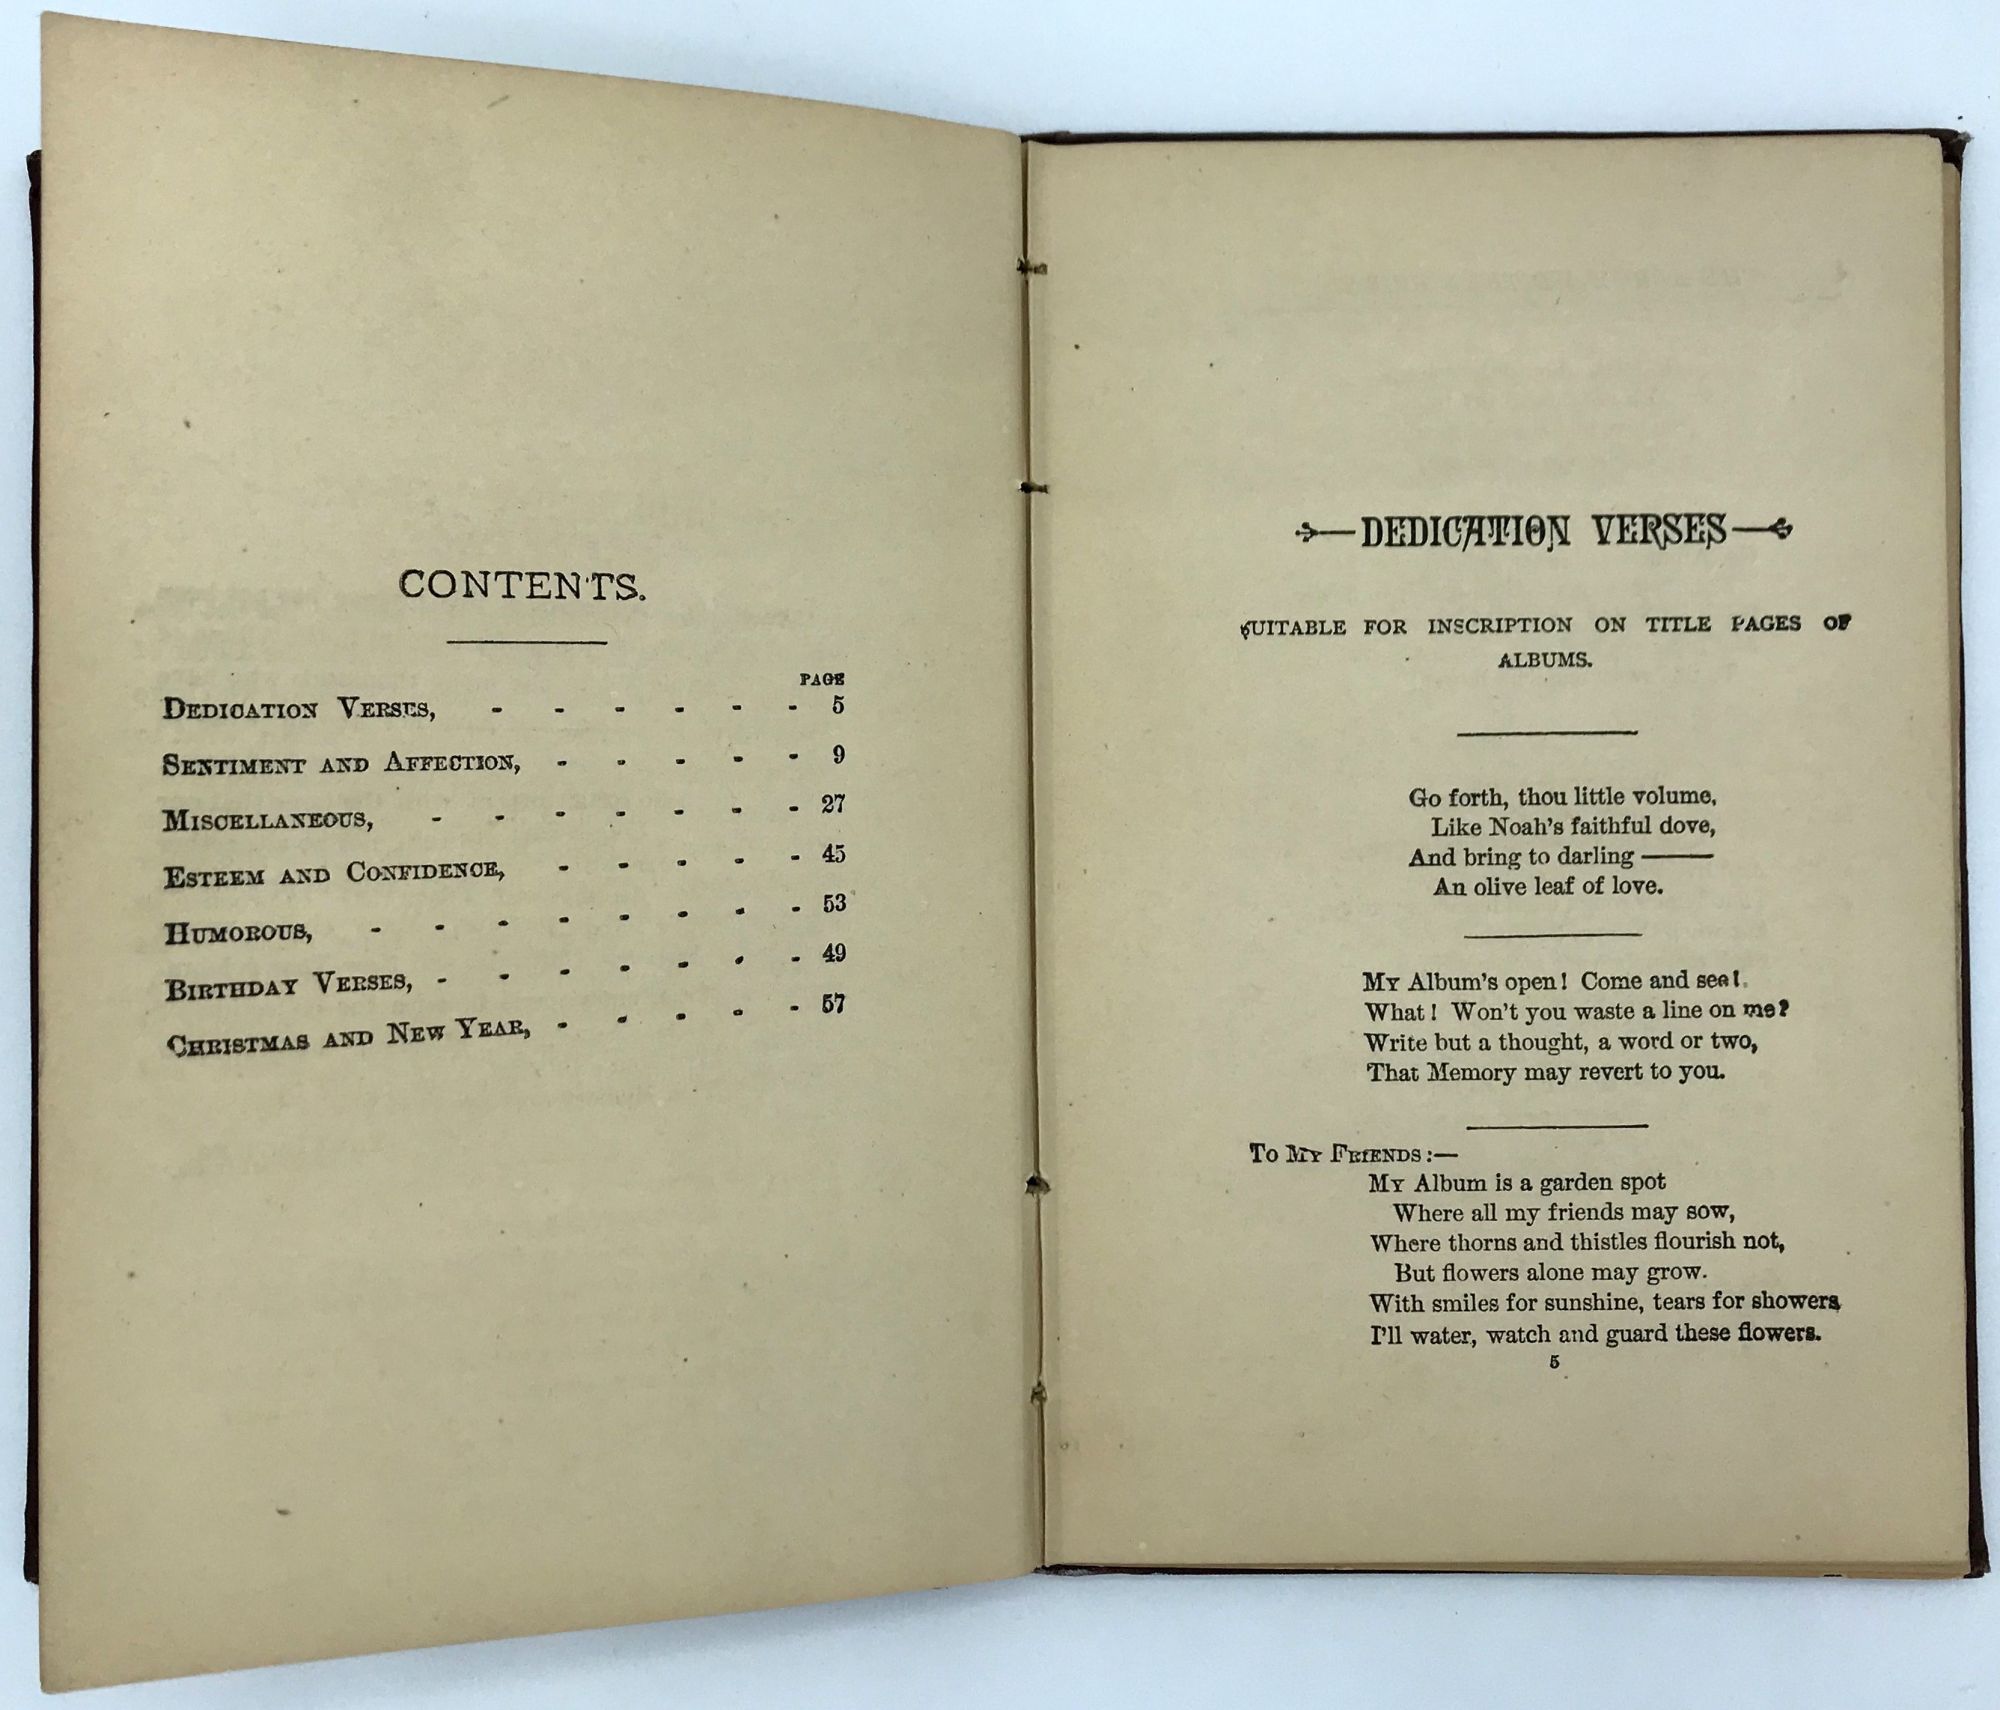 CONTENTS.
PAGE
DEDICATION VERSES, - - - - - - 5
SENTIMENT AND AFFECTION, - - - - - 9
MISCELLANEOUS, - - - - - - - 27
ESTEEM AND CONFIDENCE, - - - - - 45
HUMOROUS, - - - - - - - - 53
BIRTHDAY VERSES, - - - - - - - 49
CHRISTMAS AND NEW YEAR, - - - - - 57
DEDICATION VERSES
SUITABLE FOR INSCRIPTION ON TITLE PAGES OF
ALBUMS.
Go forth, thou little volume,
Like Noah's faithful dove,
And bring to darling ———
An olive leaf of love.
MY Album's open! Come and see!
What! Won't you waste a line on me?
Write but a thought, a word or two,
That Memory may revert to you.
TO MY FRIENDS:—
MY Album is a garden spot
Where all my friends may sow,
Where thorns and thistles flourish not,
But flowers alone may grow.
With smiles for sunshine, tears for showers
I'll water, watch and guard these flowers.
5